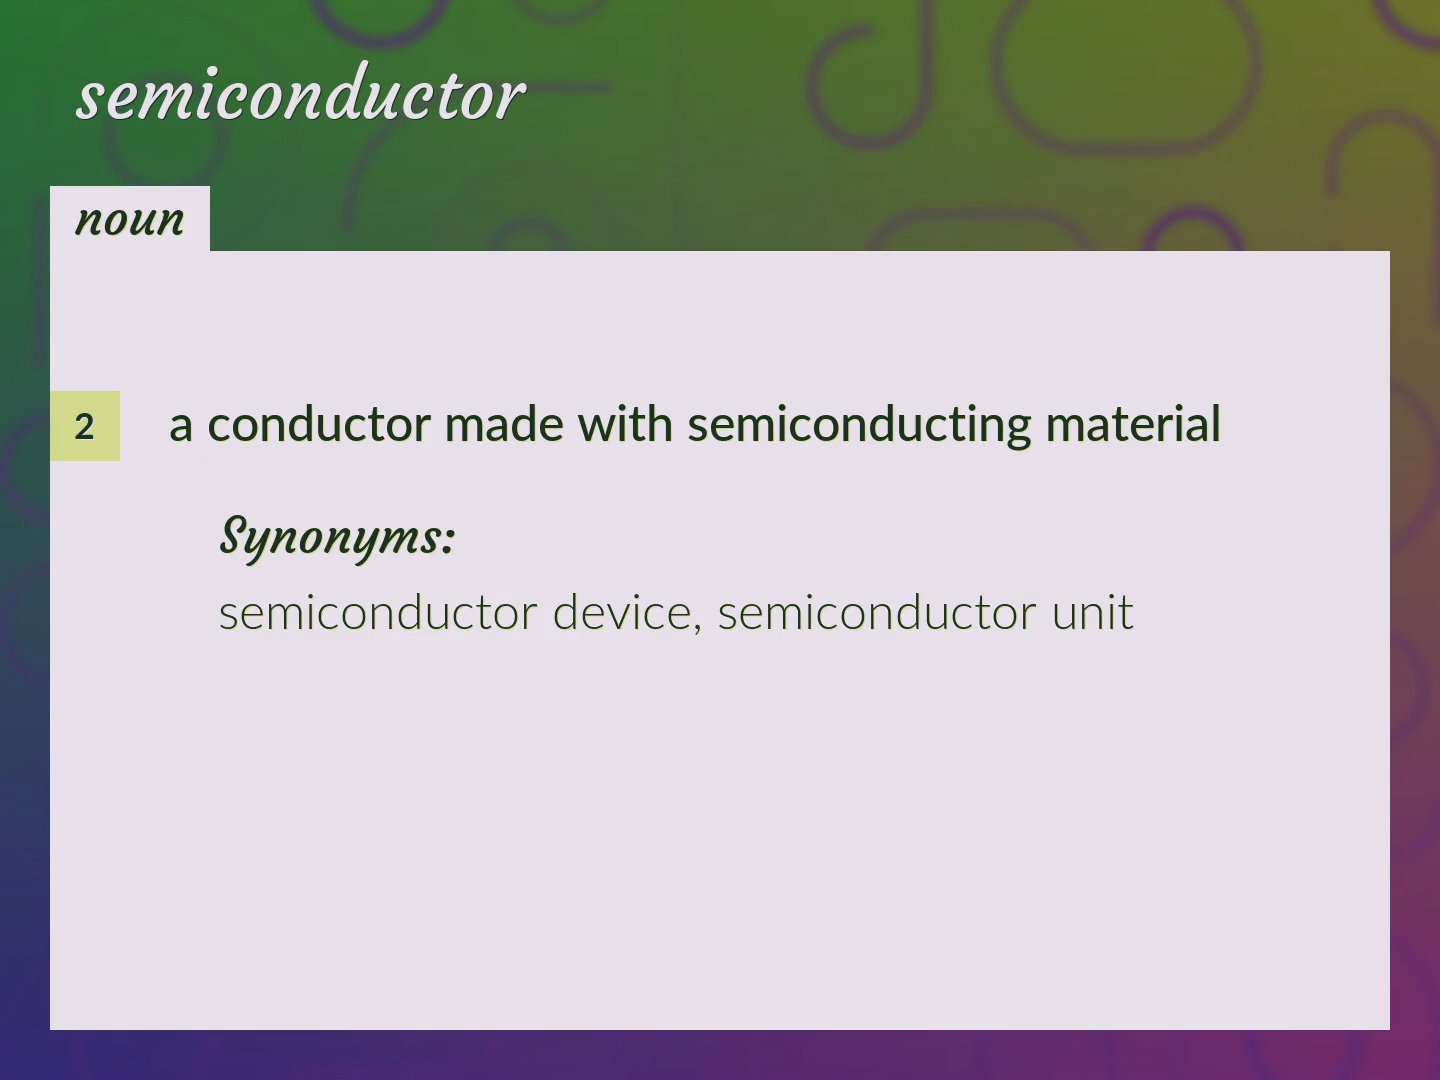 semiconductor
noun
2
a conductor made with semiconducting material
Synonyms:
semiconductor device, semiconductor unit